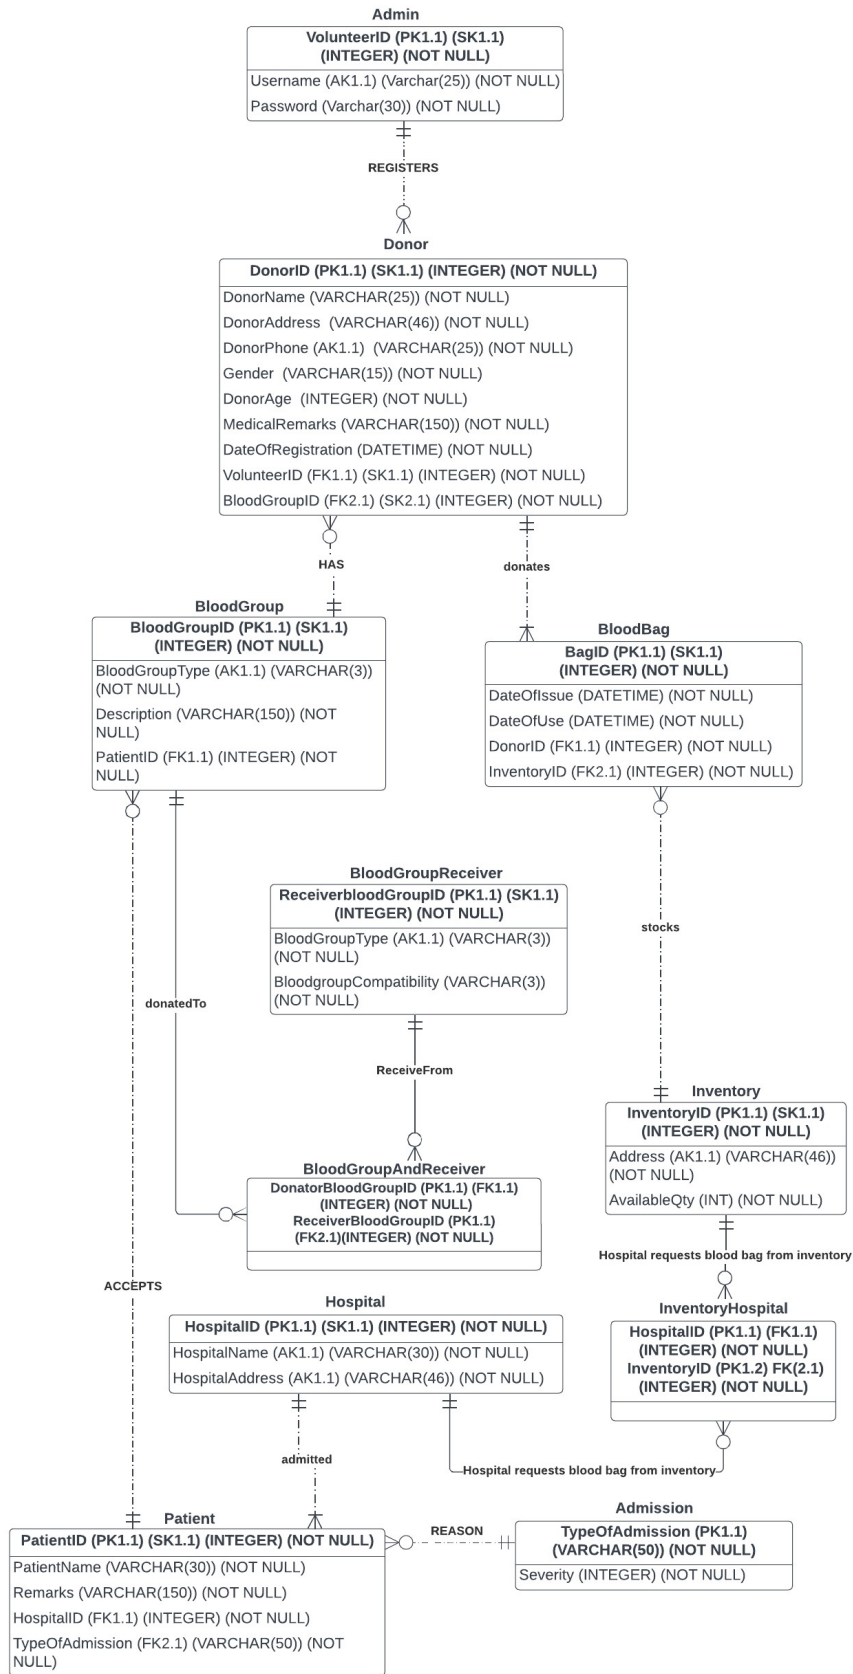 Admin
VolunteerID (PK1.1) (SK1.1)
(INTEGER) (NOT NULL)
Username (AK1.1) (Varchar(25)) (NOT NULL)
Password (Varchar(30)) (NOT NULL)
REGISTERS
Donor
DonorID (PK1.1) (SK1.1) (INTEGER) (NOT NULL)
DonorName (VARCHAR(25)) (NOT NULL)
DonorAddress (VARCHAR(46)) (NOT NULL)
DonorPhone (AK1.1) (VARCHAR(25)) (NOT NULL)
Gender (VARCHAR(15)) (NOT NULL)
DonorAge (INTEGER) (NOT NULL)
MedicalRemarks (VARCHAR(150)) (NOT NULL)
DateOfRegistration (DATETIME) (NOT NULL)
VolunteerID (FK1.1) (SK1.1) (INTEGER) (NOT NULL)
BloodGroupID (FK2.1) (SK2.1) (INTEGER) (NOT NULL)
HAS
donates
BloodGroup
BloodGroupID (PK1.1) (SK1.1)
(INTEGER) (NOT NULL)
BloodGroupType (AK1.1) (VARCHAR(3))
(NOT NULL)
Description (VARCHAR(150)) (NOT
NULL)
PatientID (FK1.1) (INTEGER) (NOT
NULL)
BloodBag
BagID (PK1.1) (SK1.1)
(INTEGER) (NOT NULL)
DateOfIssue (DATETIME) (NOT NULL)
DateOfUse (DATETIME) (NOT NULL)
DonorID (FK1.1) (INTEGER) (NOT NULL)
InventoryID (FK2.1) (INTEGER) (NOT NULL)
BloodGroupReceiver
ReceiverbloodGroupID (PK1.1) (SK1.1)
(INTEGER) (NOT NULL)
BloodGroupType (AK1.1) (VARCHAR(3))
(NOT NULL)
BloodgroupCompatibility (VARCHAR(3))
(NOT NULL)
stocks
donatedTo
ReceiveFrom
Inventory
InventoryID (PK1.1) (SK1.1)
(INTEGER) (NOT NULL)
Address (AK1.1) (VARCHAR(46))
(NOT NULL)
AvailableQty (INT) (NOT NULL)
BloodGroupAndReceiver
DonatorBloodGroupID (PK1.1) (FK1.1)
(INTEGER) (NOT NULL)
ReceiverBloodGroupID (PK1.1)
(FK2.1)(INTEGER) (NOT NULL)
Hospital requests blood bag from inventory
ACCEPTS
Hospital
HospitalID (PK1.1) (SK1.1) (INTEGER) (NOT NULL)
HospitalName (AK1.1) (VARCHAR(30)) (NOT NULL)
HospitalAddress (AK1.1) (VARCHAR(46)) (NOT NULL)
InventoryHospital
HospitalID (PK1.1) (FK1.1)
(INTEGER) (NOT NULL)
InventoryID (PK1.2) FK(2.1)
(INTEGER) (NOT NULL)
admitted
Hospital requests blood bag from inventory
Patient
PatientID (PK1.1) (SK1.1) (INTEGER) (NOT NULL)
PatientName (VARCHAR(30)) (NOT NULL)
Remarks (VARCHAR(150)) (NOT NULL)
HospitalID (FK1.1) (INTEGER) (NOT NULL)
TypeOfAdmission (FK2.1) (VARCHAR(50)) (NOT
NULL)
REASON
Admission
TypeOfAdmission (PK1.1)
(VARCHAR(50)) (NOT NULL)
Severity (INTEGER) (NOT NULL)